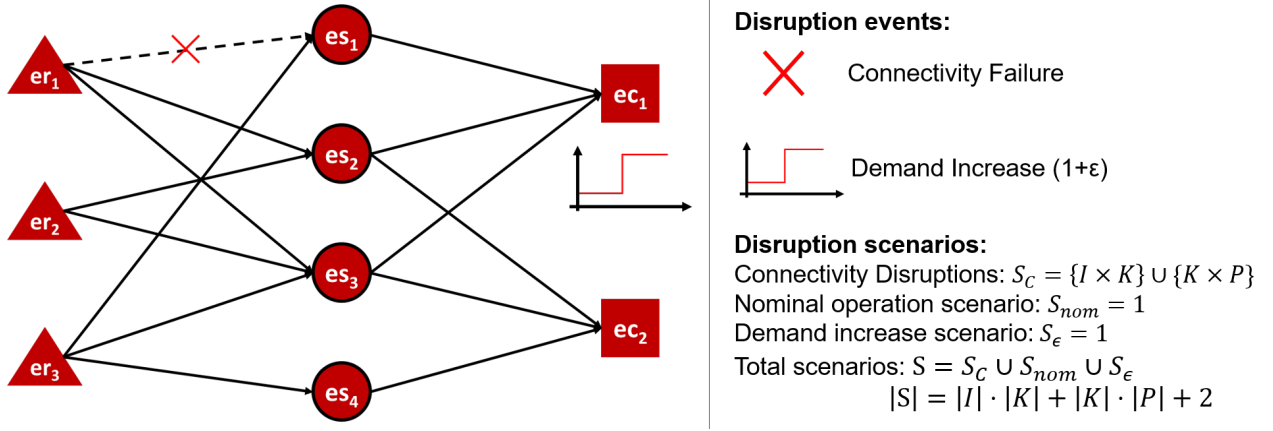 er₁
er₂
er₃
es₁
es₂
es₃
es₄
ec₁
ec₂
Disruption events:
Connectivity Failure
Demand Increase (1+ε)
Disruption scenarios:
Connectivity Disruptions: S_C = {I × K} ∪ {K × P}
Nominal operation scenario: S_nom = 1
Demand increase scenario: S_ϵ = 1
Total scenarios: S = S_C ∪ S_nom ∪ S_ϵ
|S| = |I| · |K| + |K| · |P| + 2